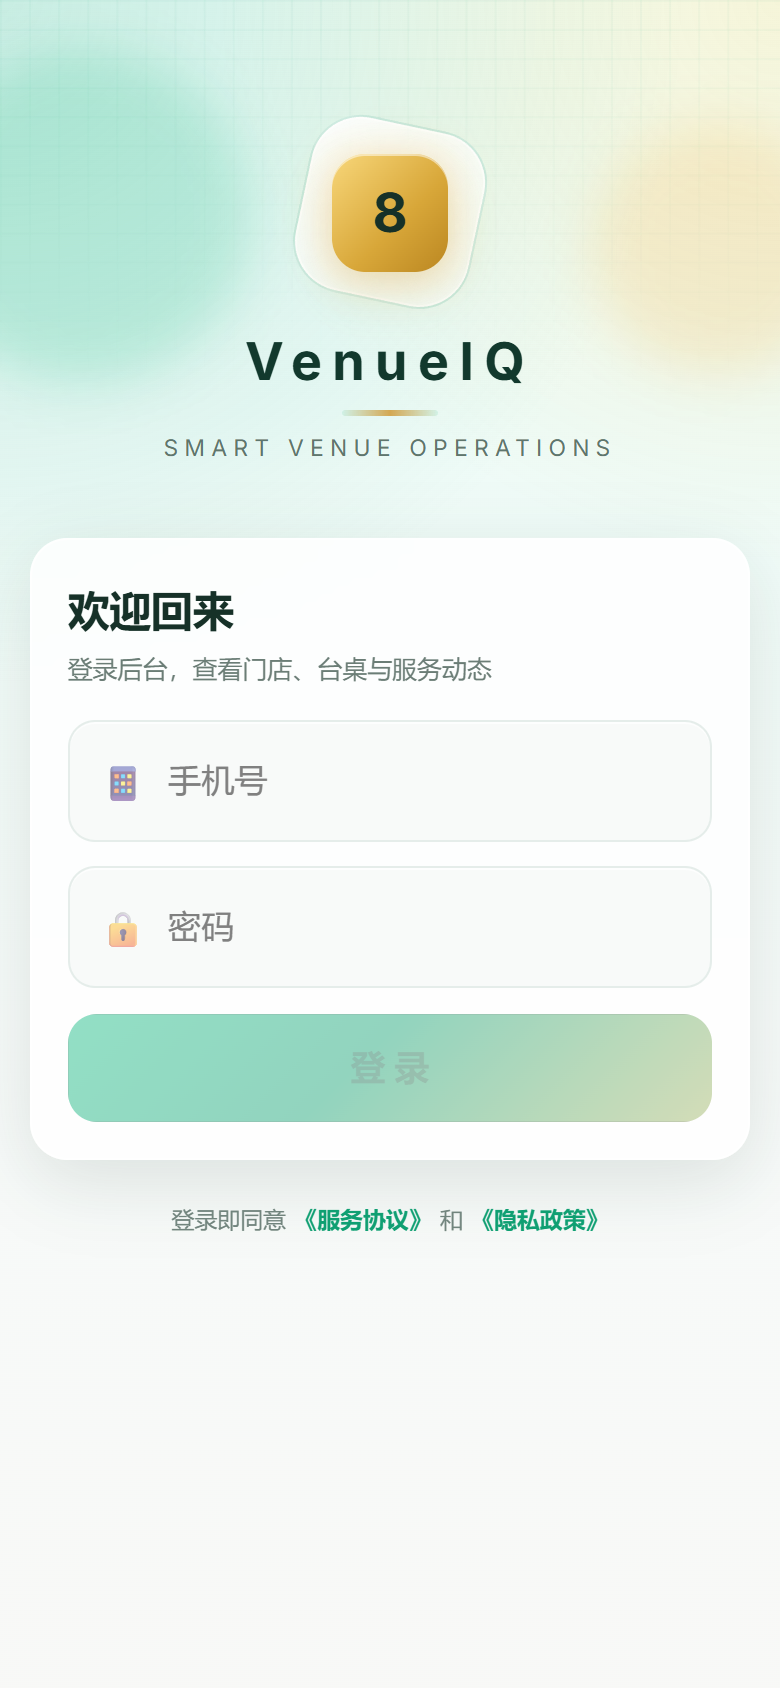 8
VenueIQ
SMART VENUE OPERATIONS
欢迎回来
登录后台，查看门店、台桌与服务动态
手机号
密码
登录
登录即同意 《服务协议》 和 《隐私政策》